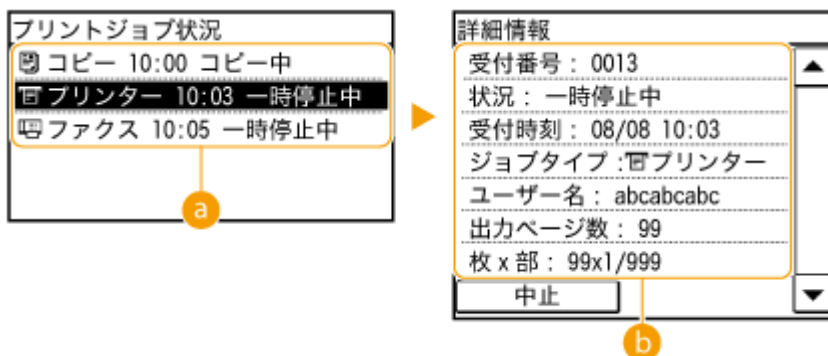 プリントジョブ状況
コピー 10:00 コピー中
プリンター 10:03 一時停止中
ファクス 10:05 一時停止中
a
詳細情報
受付番号： 0013
状況： 一時停止中
受付時刻： 08/08 10:03
ジョブタイプ :プリンター
ユーザー名： abcabcabc
出力ページ数： 99
枚 x 部： 99x1/999
中止
b